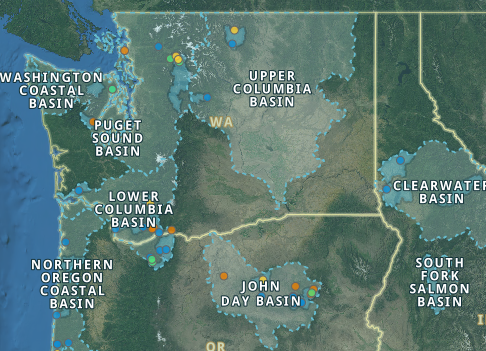 WASHINGTON
COASTAL
BASIN
UPPER
COLUMBIA
BASIN
WA
PUGET
SOUND
BASIN
LOWER
COLUMBIA
BASIN
CLEARWATER
BASIN
NORTHERN
OREGON
COASTAL
BASIN
JOHN
DAY BASIN
SOUTH
FORK
SALMON
BASIN
OR